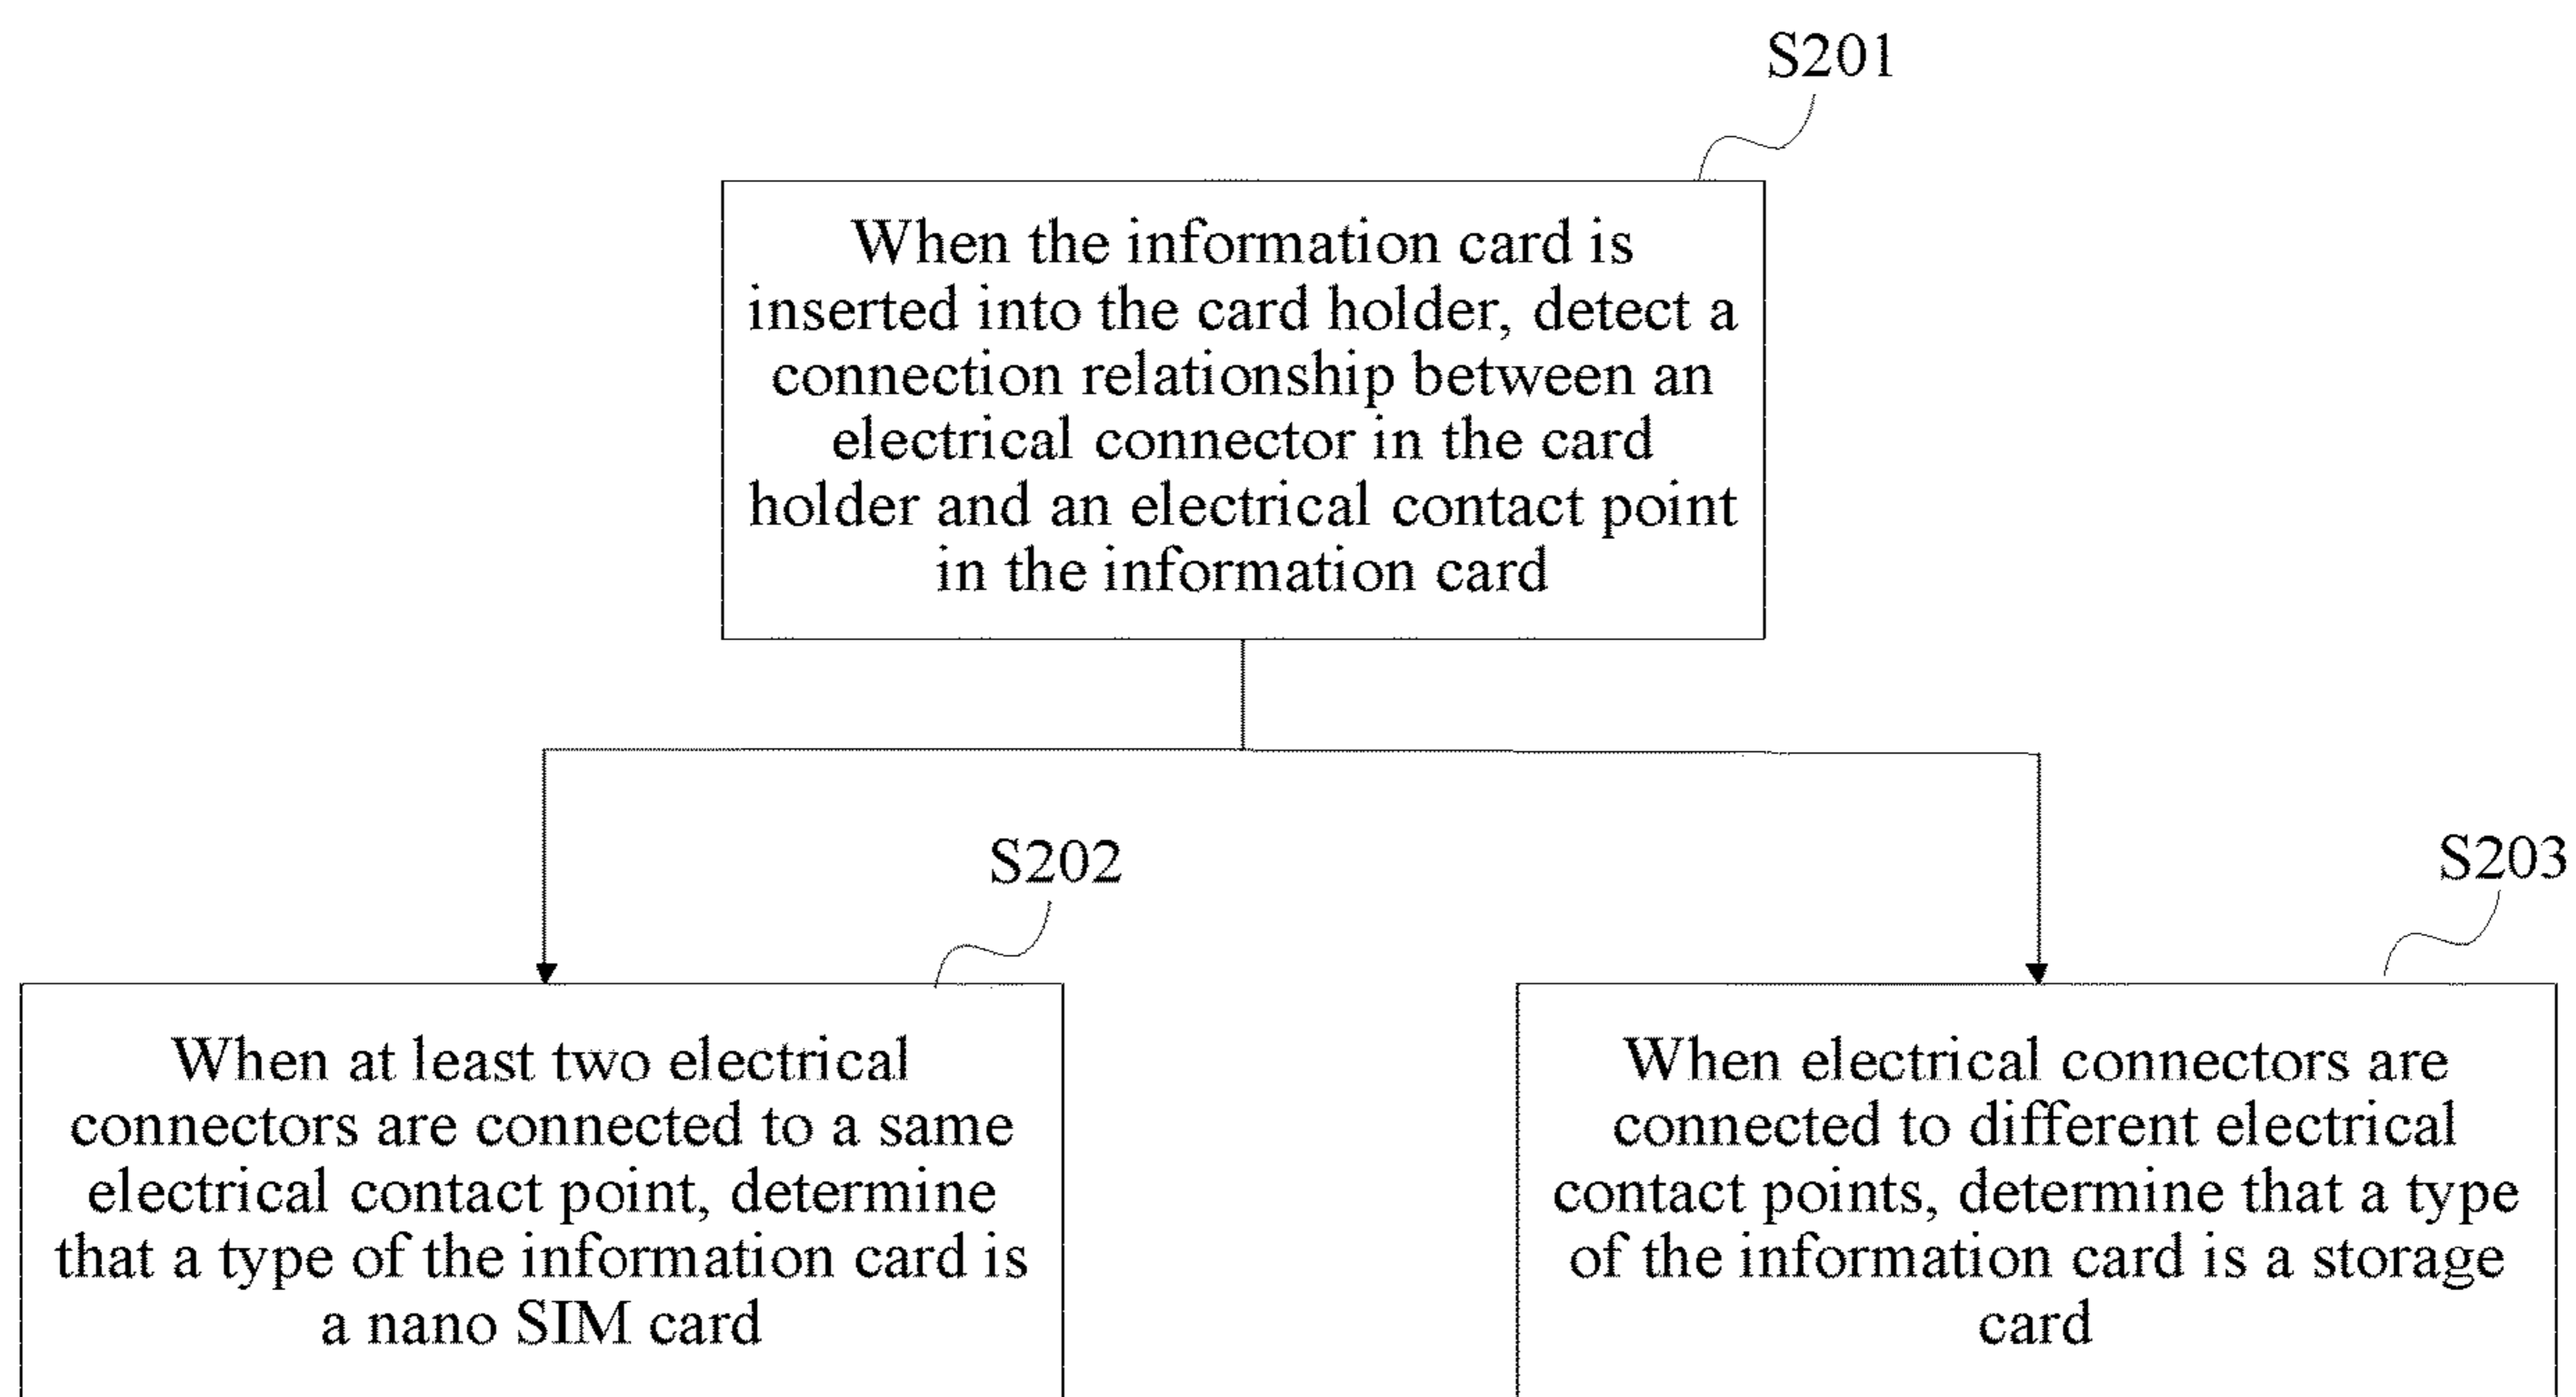 S201
When the information card is
inserted into the card holder, detect a
connection relationship between an
electrical connector in the card
holder and an electrical contact point
in the information card
S202
When at least two electrical
connectors are connected to a same
electrical contact point, determine
that a type of the information card is
a nano SIM card
S203
When electrical connectors are
connected to different electrical
contact points, determine that a type
of the information card is a storage
card